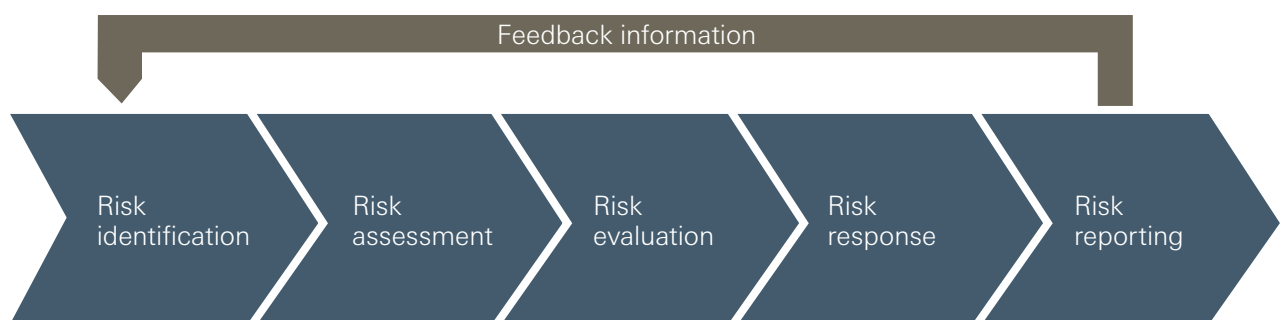 Feedback information
Risk
identification
Risk
assessment
Risk
evaluation
Risk
response
Risk
reporting